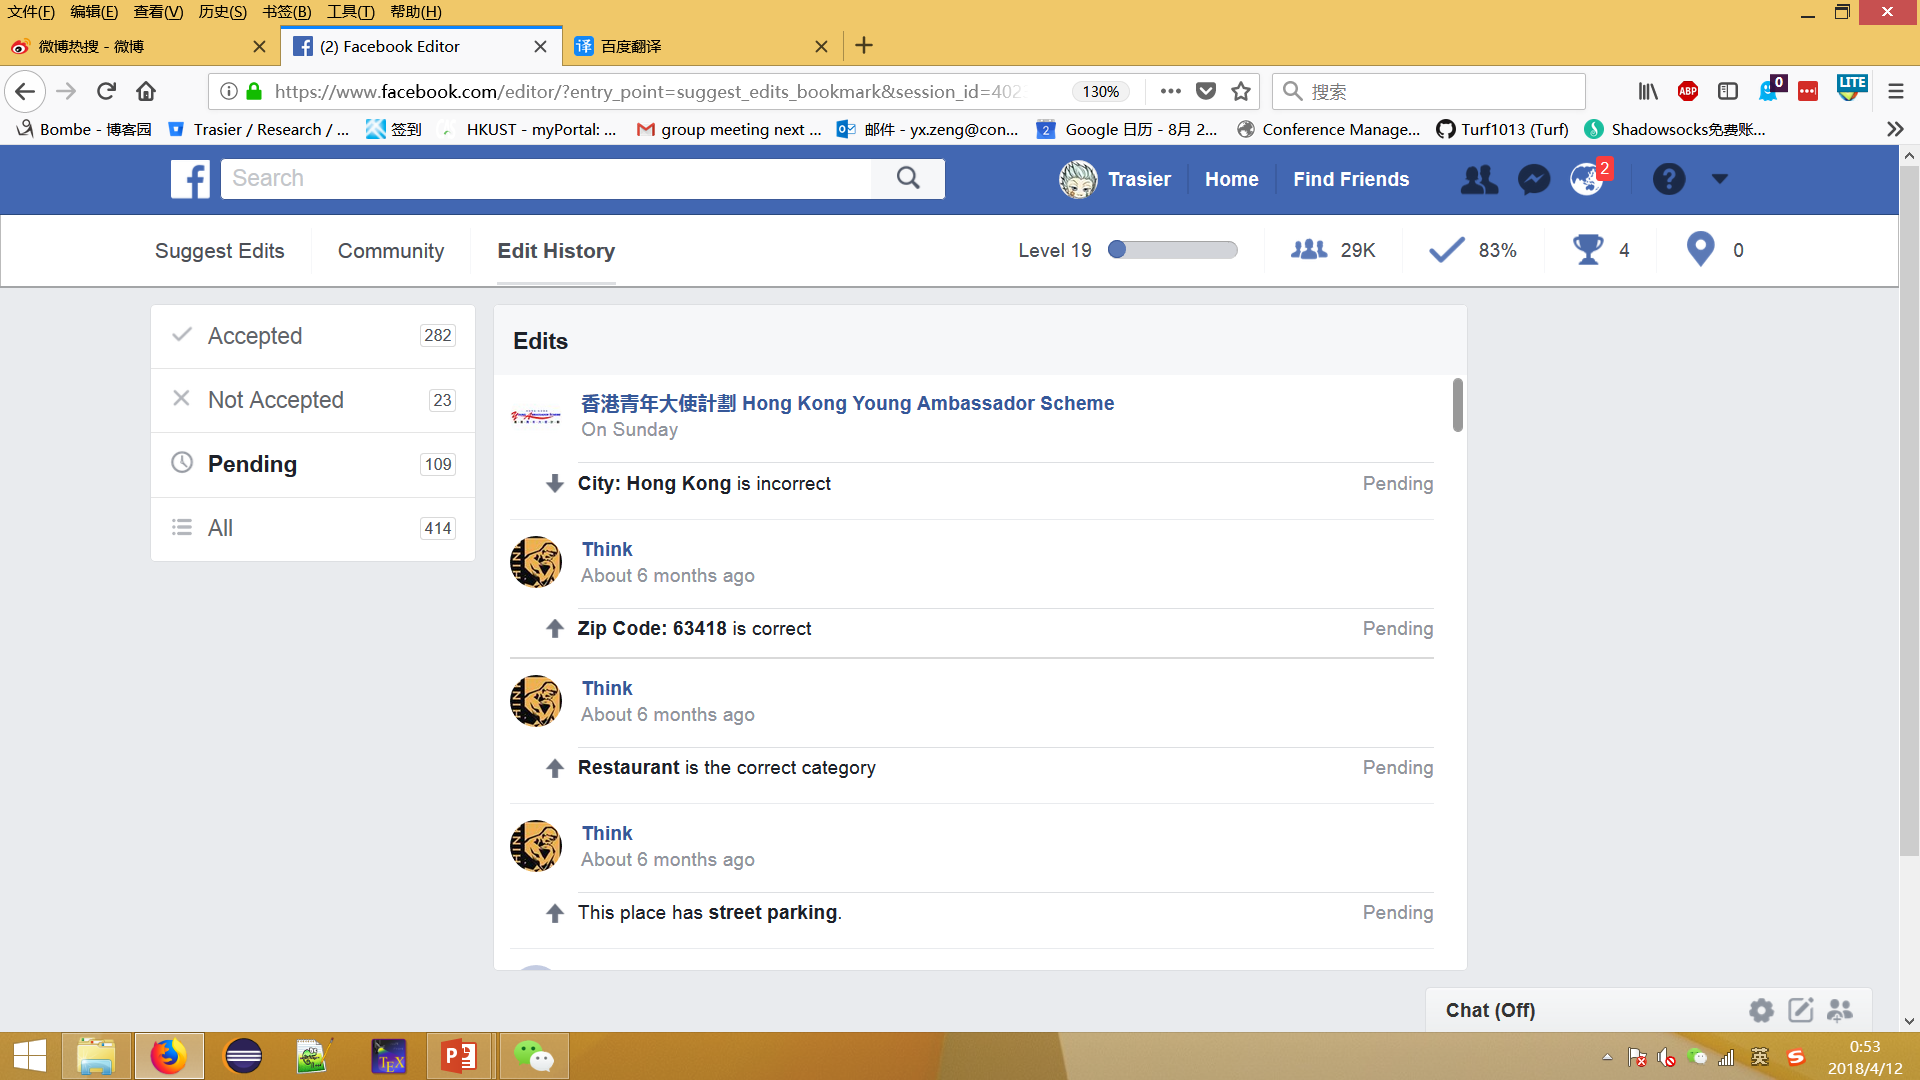 文件(F) 编辑(E) 查看(V) 历史(S) 书签(B) 工具(T) 帮助(H)
微博热搜 - 微博
(2) Facebook Editor
译 百度翻译
https://www.facebook.com/editor/?entry_point=suggest_edits_bookmark&session_id=402
130%
搜索
ABP
0
LITE
Bombe - 博客园
Trasier / Research / ...
签到
HKUST - myPortal: ...
group meeting next ...
邮件 - yx.zeng@con...
2 Google 日历 - 8月 2...
Conference Manage...
Turf1013 (Turf)
Shadowsocks免费账...
Search
Trasier
Home
Find Friends
2
Suggest Edits
Community
Edit History
Level 19
29K
83%
4
0
Accepted 282
Not Accepted 23
Pending 109
All 414
Edits
香港青年大使計劃 Hong Kong Young Ambassador Scheme
On Sunday
City: Hong Kong is incorrect Pending
Think
About 6 months ago
Zip Code: 63418 is correct Pending
Think
About 6 months ago
Restaurant is the correct category Pending
Think
About 6 months ago
This place has street parking. Pending
Chat (Off)
英
0:53
2018/4/12